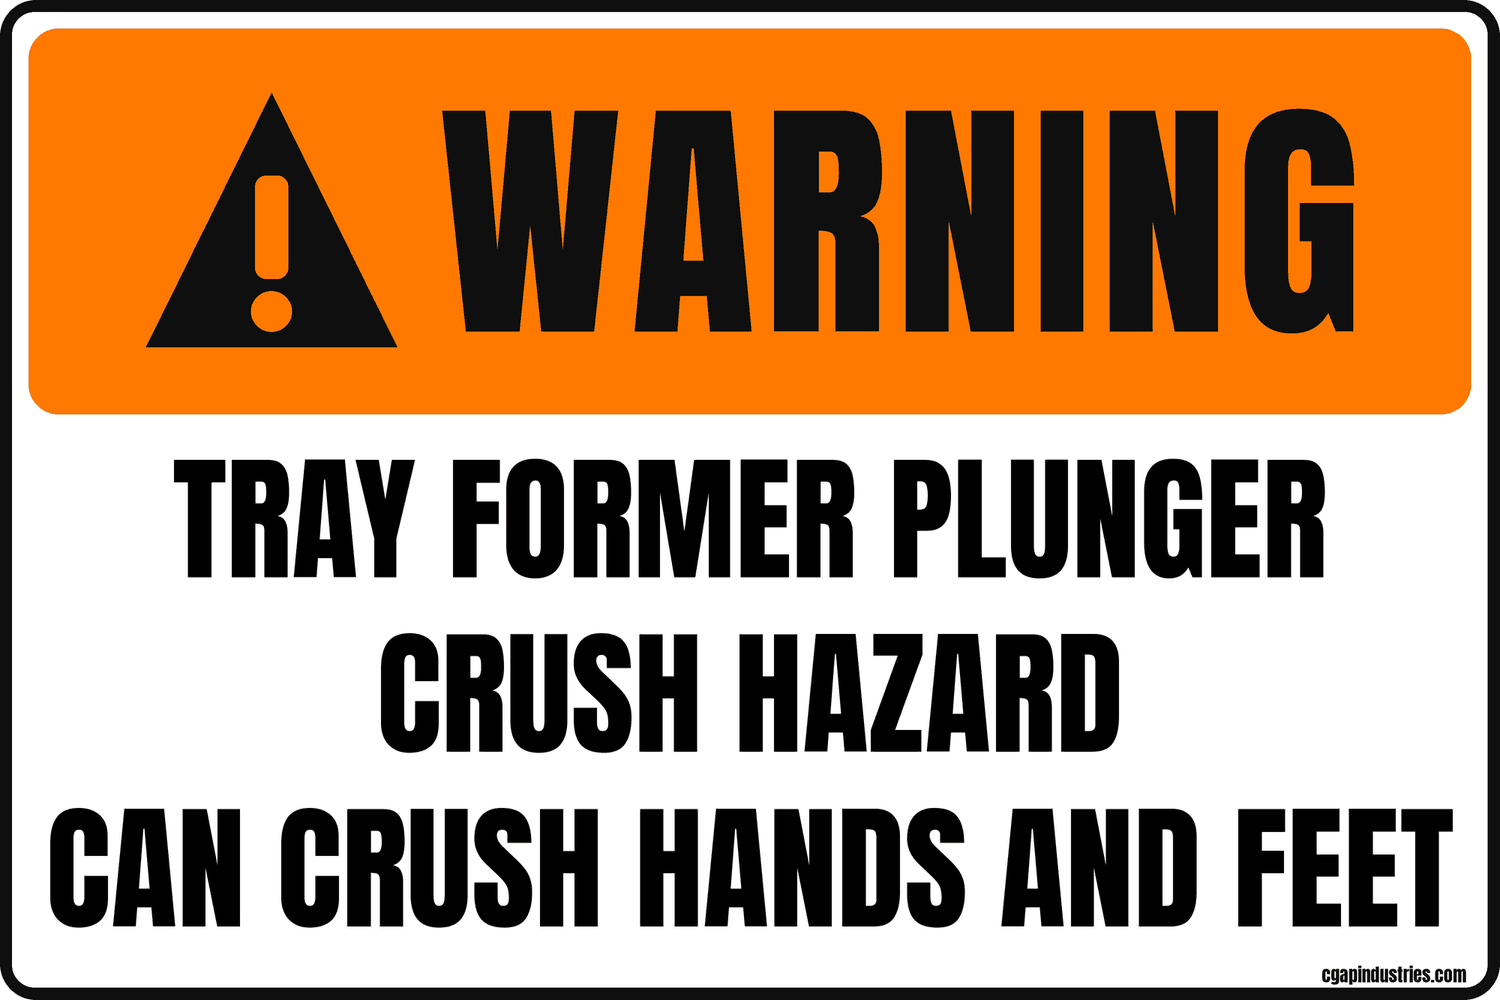 WARNING
TRAY FORMER PLUNGER
CRUSH HAZARD
CAN CRUSH HANDS AND FEET
cgapindustries.com